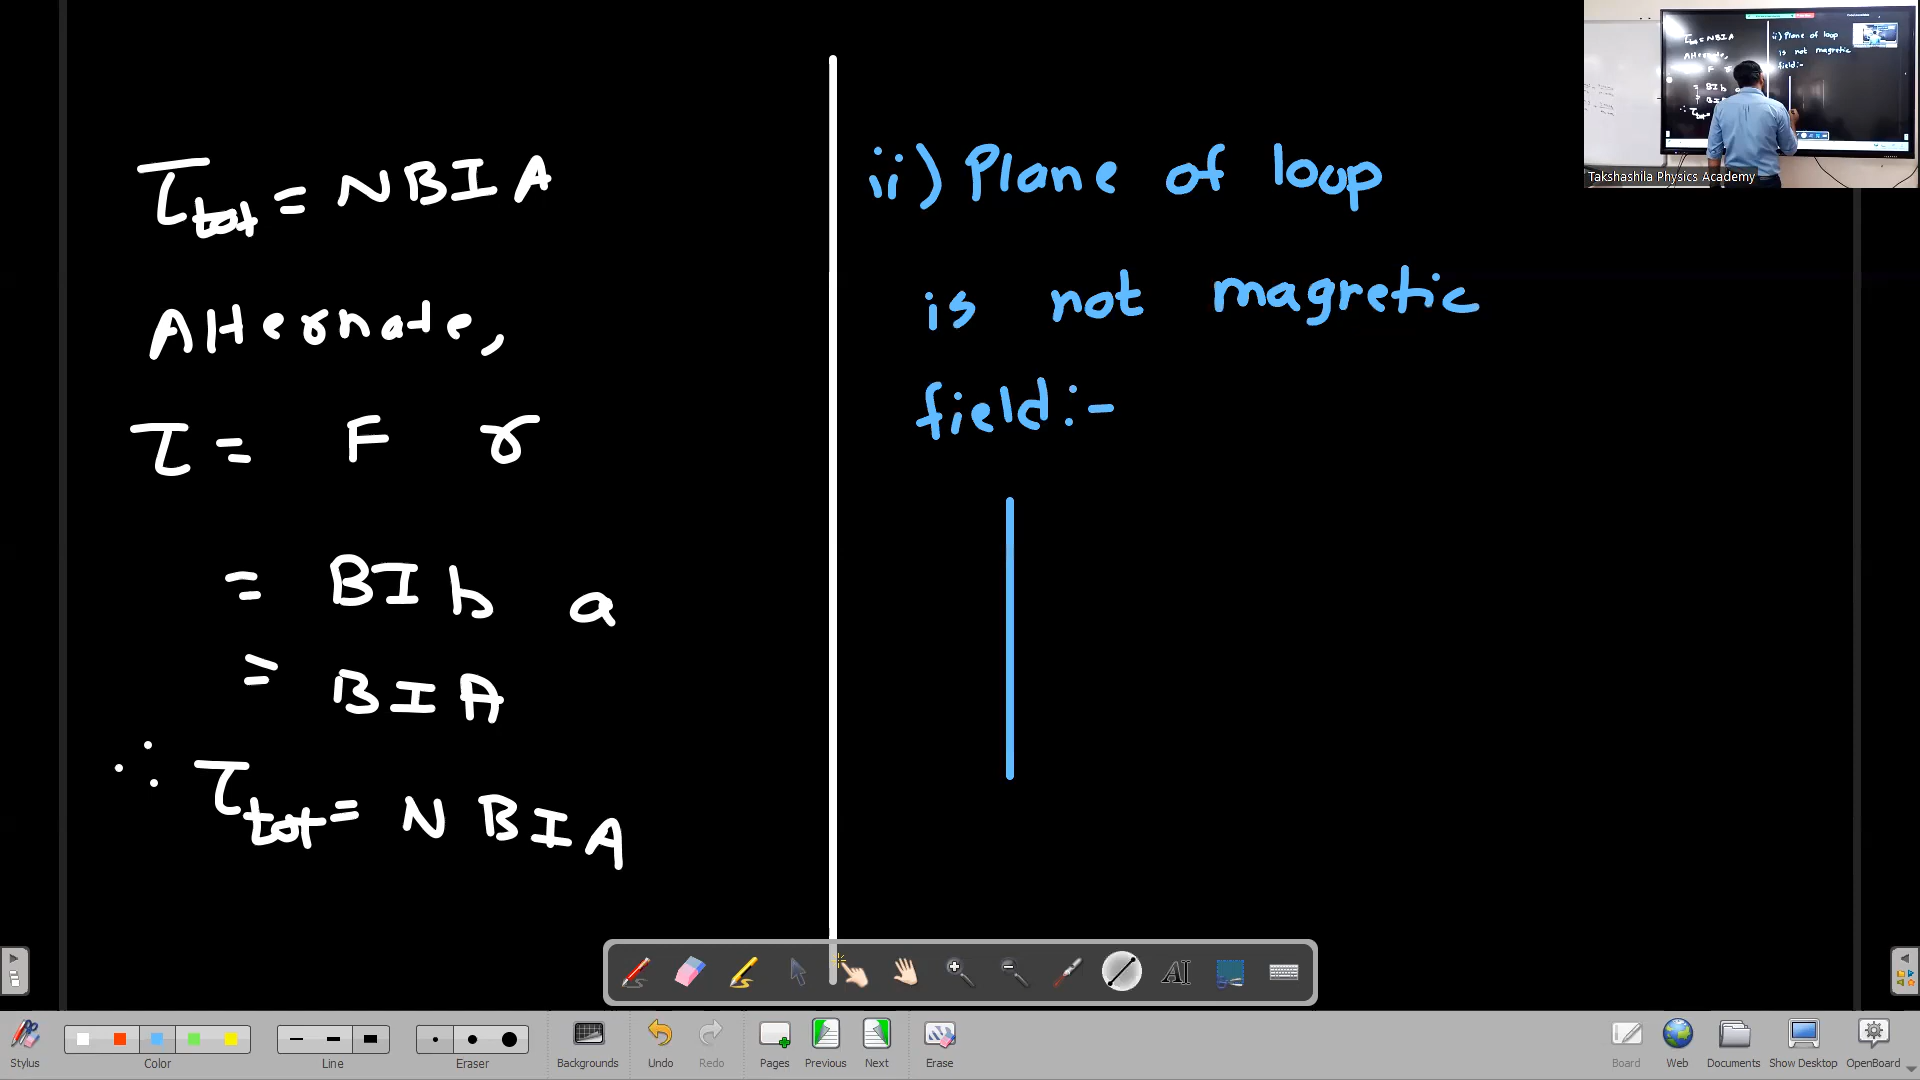 τtot = NBIA
Alternate,
τ = F r
= BIb a
= BIA
∴ τtot = NBIA
ii) Plane of loop
is not magnetic
field:-
Takshashila Physics Academy
Stylus
Color
Line
Eraser
Backgrounds
Undo
Redo
Pages
Previous
Next
Erase
Board
Web
Documents
Show Desktop
OpenBoard